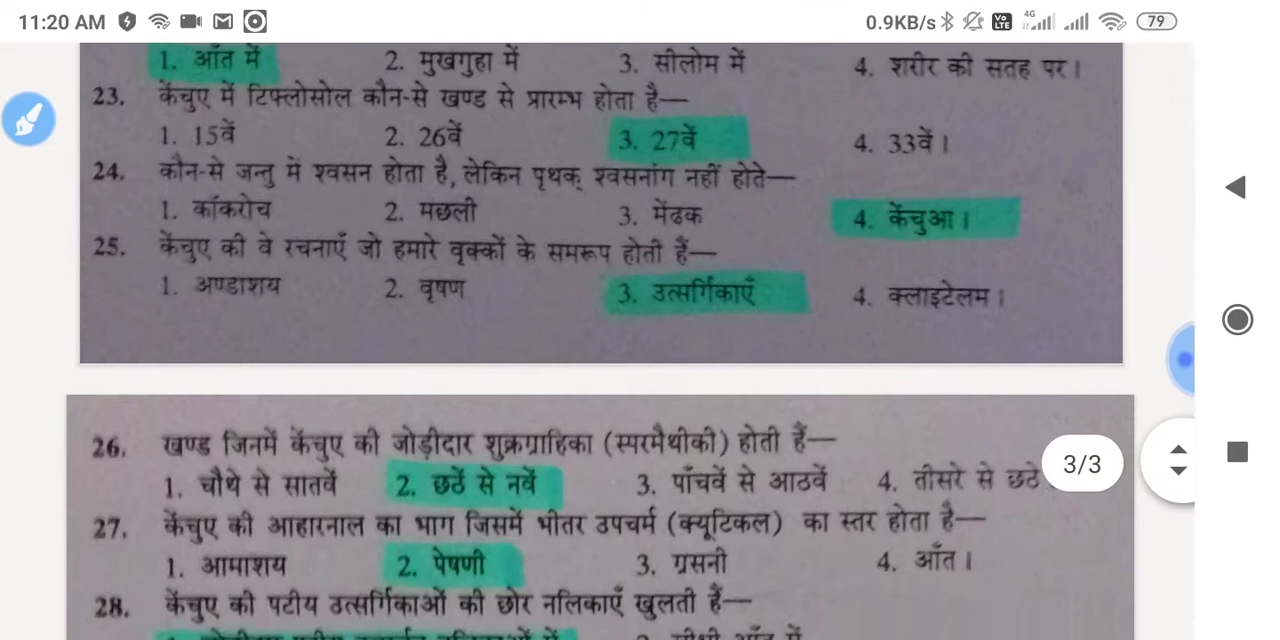 11:20 AM 0.9KB/s Vo LTE 4G 79
1. आँत में 2. मुखगुहा में 3. सीलोम में 4. शरीर की सतह पर।
23. केंचुए में टिफ्लोसोल कौन-से खण्ड से प्रारम्भ होता है—
1. 15वें 2. 26वें 3. 27वें 4. 33वें।
24. कौन-से जन्तु में श्वसन होता है, लेकिन पृथक् श्वसनांग नहीं होते—
1. कॉकरोच 2. मछली 3. मेंढक 4. केंचुआ।
25. केंचुए की वे रचनाएँ जो हमारे वृक्कों के समरूप होती हैं—
1. अण्डाशय 2. वृषण 3. उत्सर्गिकाएँ 4. क्लाइटेलम।
26. खण्ड जिनमें केंचुए की जोड़ीदार शुक्रग्राहिका (स्परमैथीकी) होती हैं—
1. चौथे से सातवें 2. छठें से नवें 3. पाँचवें से आठवें 4. तीसरे से छठे
3/3
27. केंचुए की आहारनाल का भाग जिसमें भीतर उपचर्म (क्यूटिकल) का स्तर होता है—
1. आमाशय 2. पेषणी 3. ग्रसनी 4. आँत।
28. केंचुए की पटीय उत्सर्गिकाओं की छोर नलिकाएँ खुलती हैं—